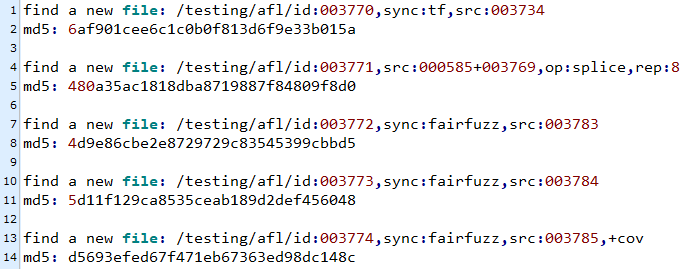 1 find a new file: /testing/afl/id:003770,sync:tf,src:003734
2 md5: 6af901cee6c1c0b0f813d6f9e33b015a
3
4 find a new file: /testing/afl/id:003771,src:000585+003769,op:splice,rep:8
5 md5: 480a35ac1818dba8719887f84809f8d0
6
7 find a new file: /testing/afl/id:003772,sync:fairfuzz,src:003783
8 md5: 4d9e86cbe2e8729729c83545399cbbd5
9
10 find a new file: /testing/afl/id:003773,sync:fairfuzz,src:003784
11 md5: 5d11f129ca8535ceab189d2def456048
12
13 find a new file: /testing/afl/id:003774,sync:fairfuzz,src:003785,+cov
14 md5: d5693efed67f471eb67363ed98dc148c